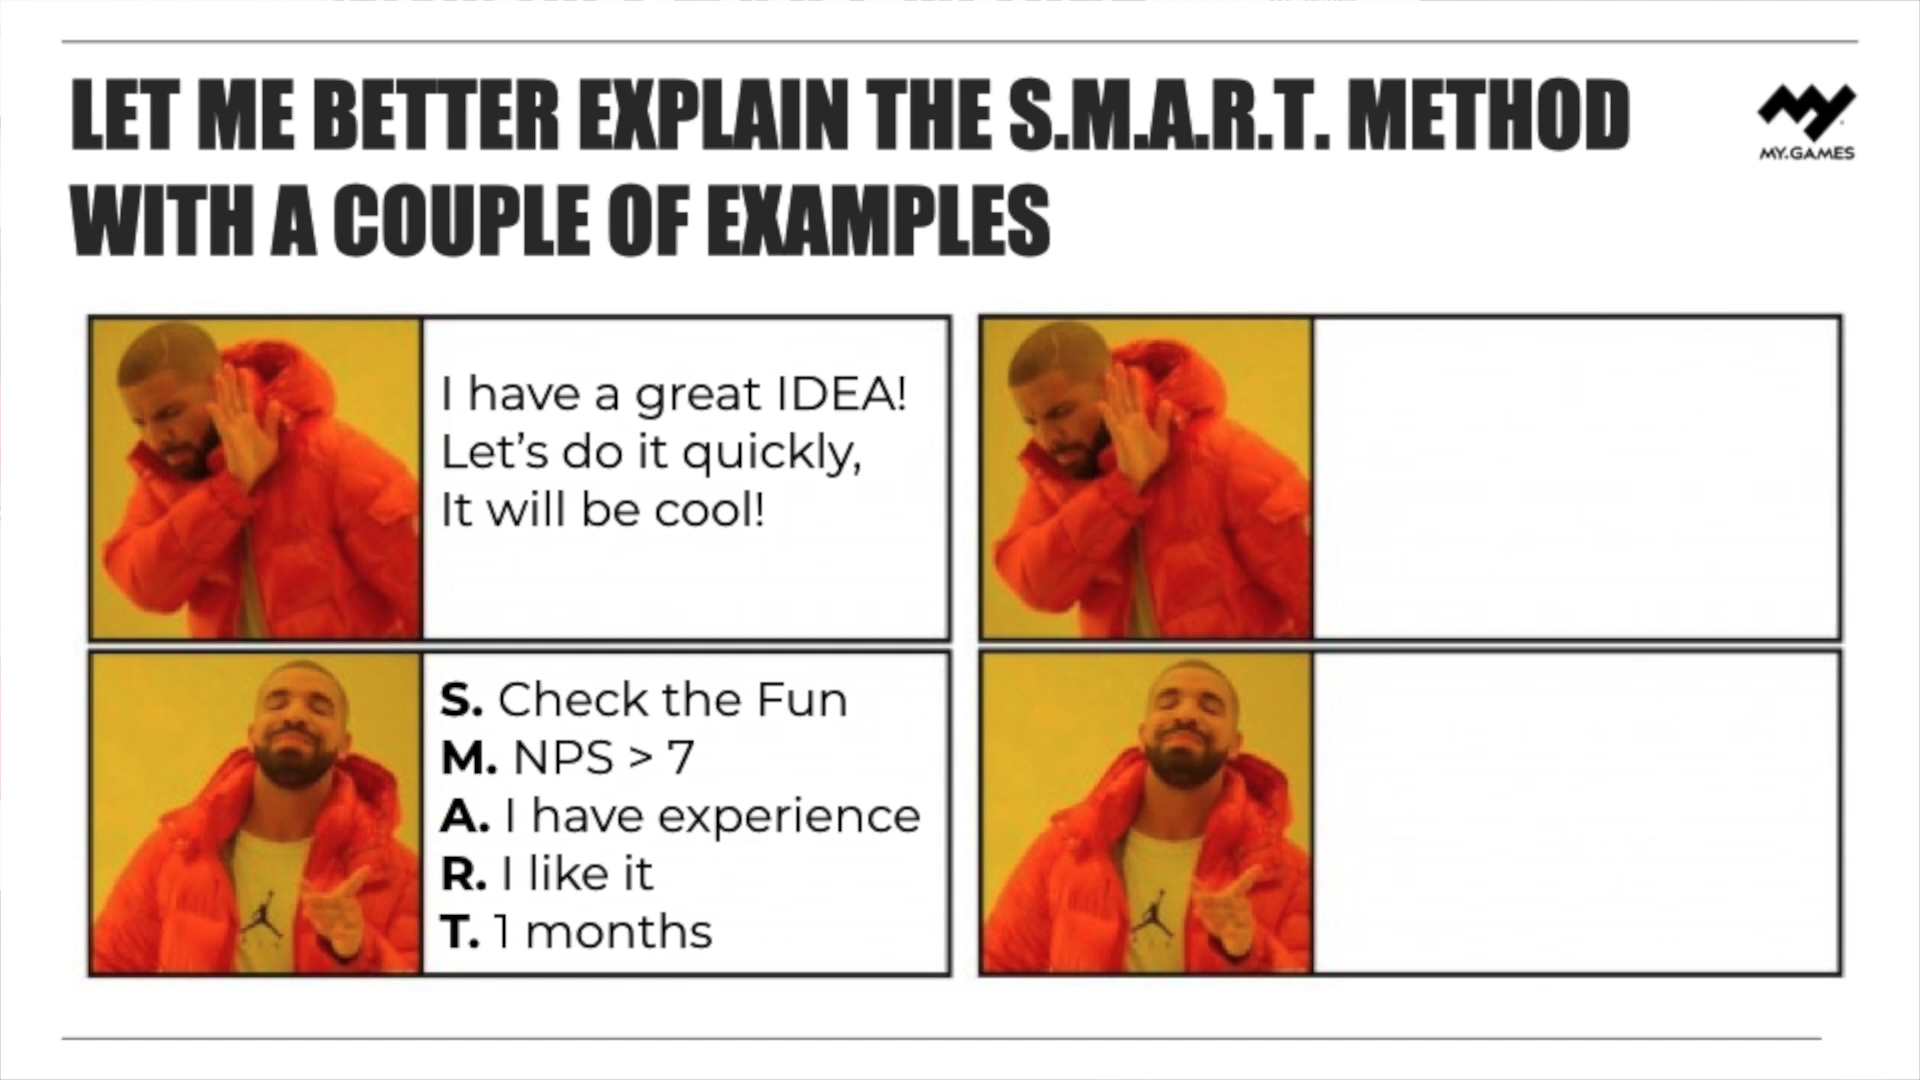 LET ME BETTER EXPLAIN THE S.M.A.R.T. METHOD
WITH A COUPLE OF EXAMPLES
MY.GAMES
I have a great IDEA!
Let's do it quickly,
It will be cool!
S. Check the Fun
M. NPS > 7
A. I have experience
R. I like it
T. 1 months